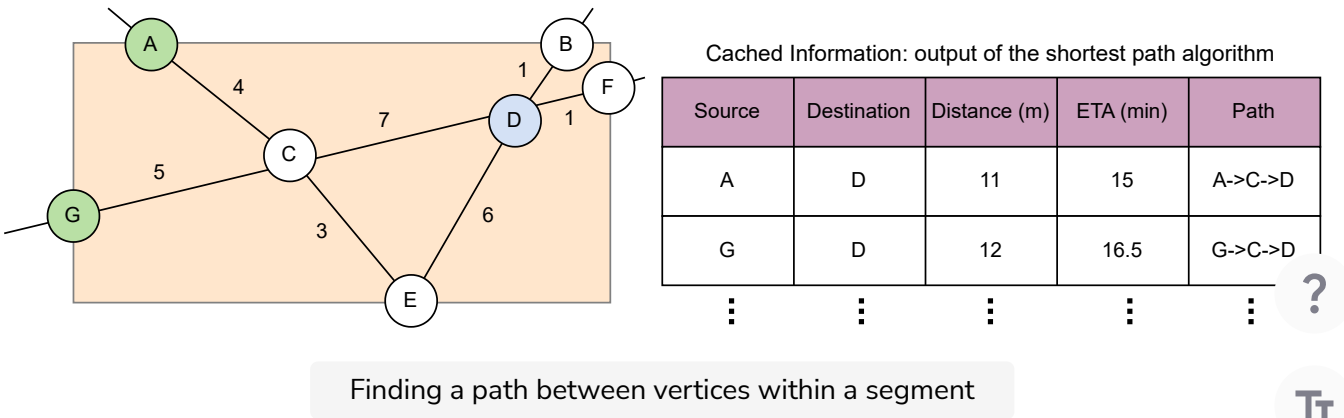 A
B
F
1
4
7
D
1
C
5
G
3
6
E
Cached Information: output of the shortest path algorithm
Source Destination Distance (m) ETA (min) Path
A D 11 15 A->C->D
G D 12 16.5 G->C->D
?
Finding a path between vertices within a segment
TT